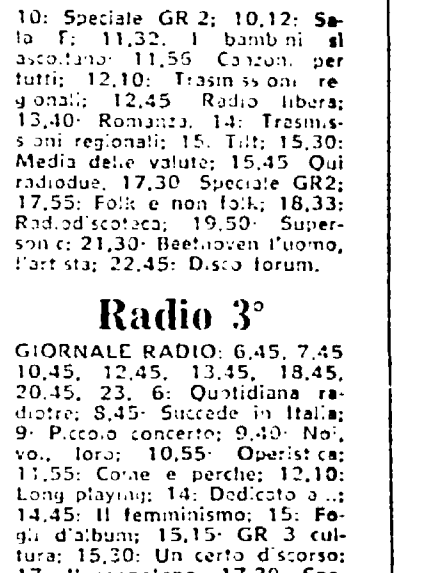 10: Speciale GR 2; 10,12: Sa-
la F; 11,32. I bambini si
ascoltano· 11,56 Canzoni per
tutti; 12,10: Trasmissioni re-
gionali; 12,45 Radio libera;
13,40· Romanza. 14: Trasmis-
sioni regionali; 15. Tilt; 15,30:
Media delle valute; 15,45 Qui
radiodue. 17,30 Speciale GR2;
17,55: Folk e non folk; 18,33:
Radiodiscoteca; 19,50· Super-
sonic; 21,30· Beethoven l'uomo,
l'artista; 22,45: Disco forum.
Radio 3°
GIORNALE RADIO: 6,45, 7,45
10,45, 12,45, 13,45, 18,45,
20,45, 23. 6: Quotidiana ra-
diotre; 8,45· Succede in Italia;
9· Piccolo concerto; 9,40· Noi,
voi, loro; 10,55· Operistica;
11,55: Come e perche; 12,10:
Long playing; 14: Dedicato a ..;
14,45: Il femminismo; 15: Fo-
gli d'album; 15,15· GR 3 cul-
tura; 15,30: Un certo discorso;
17. 17,30